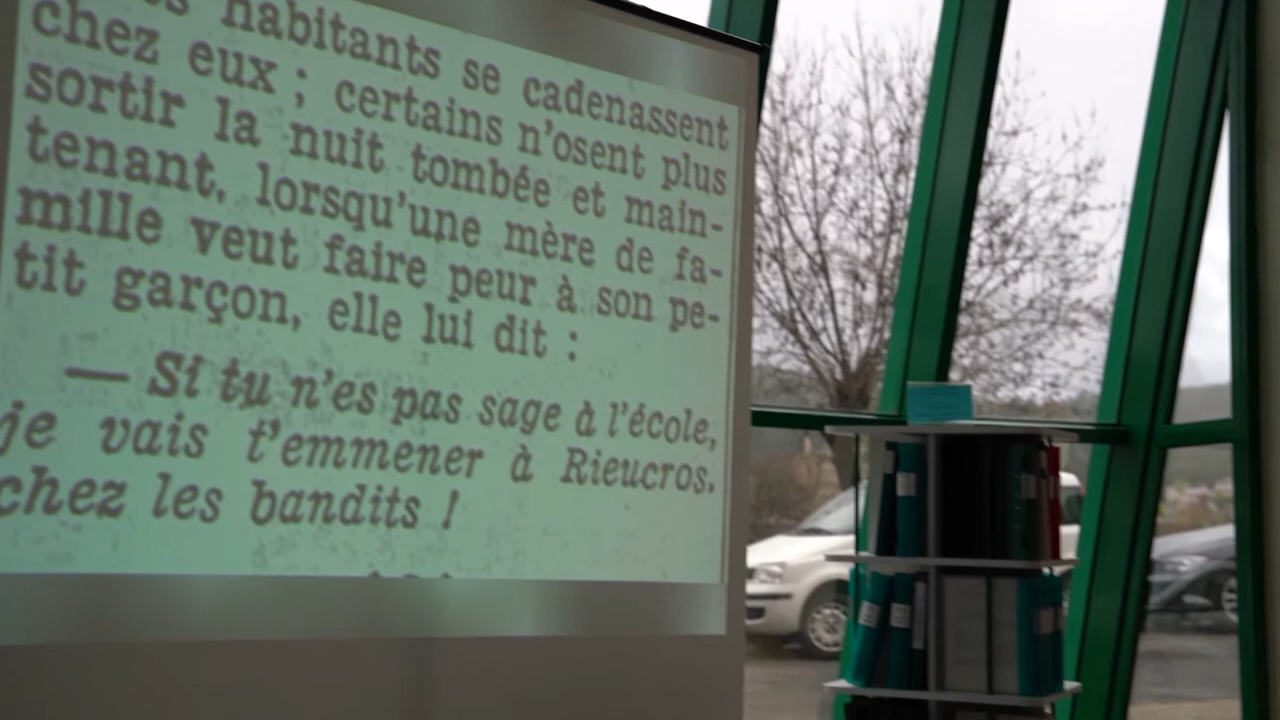 habitants se cadenassent
chez eux ; certains n'osent plus
sortir la nuit tombée et main-
tenant, lorsqu'une mère de fa-
mille veut faire peur à son pe-
tit garçon, elle lui dit :
— Si tu n'es pas sage à l'école,
je vais t'emmener à Rieucros.
chez les bandits !